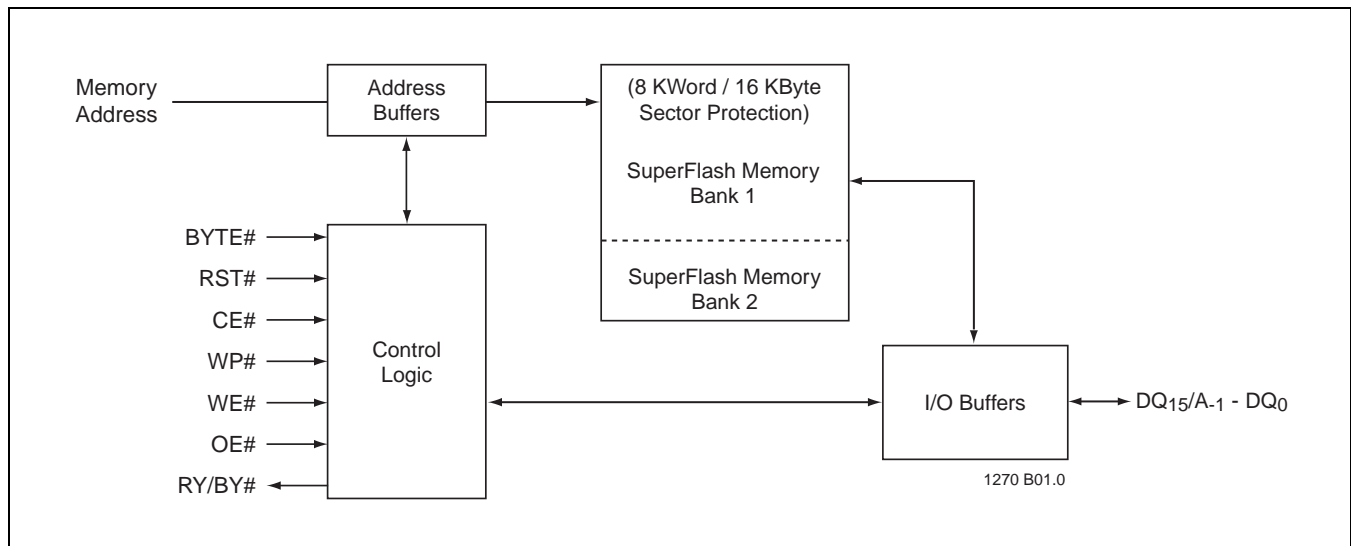 Memory
Address
Address
Buffers
(8 KWord / 16 KByte
Sector Protection)
SuperFlash Memory
Bank 1
SuperFlash Memory
Bank 2
BYTE#
RST#
CE#
WP#
WE#
OE#
RY/BY#
Control
Logic
I/O Buffers
DQ15/A-1 - DQ0
1270 B01.0